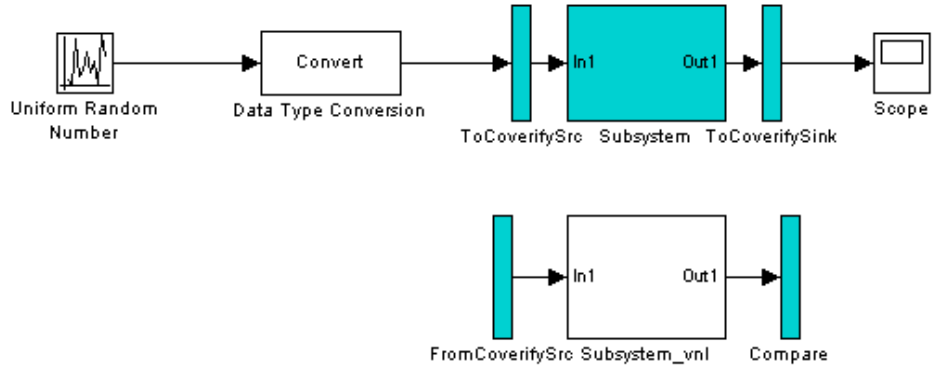 Convert
In1 Out1
Uniform Random
Number
Data Type Conversion
ToCoverifySrc Subsystem ToCoverifySink
Scope
In1 Out1
FromCoverifySrc Subsystem_vnl Compare